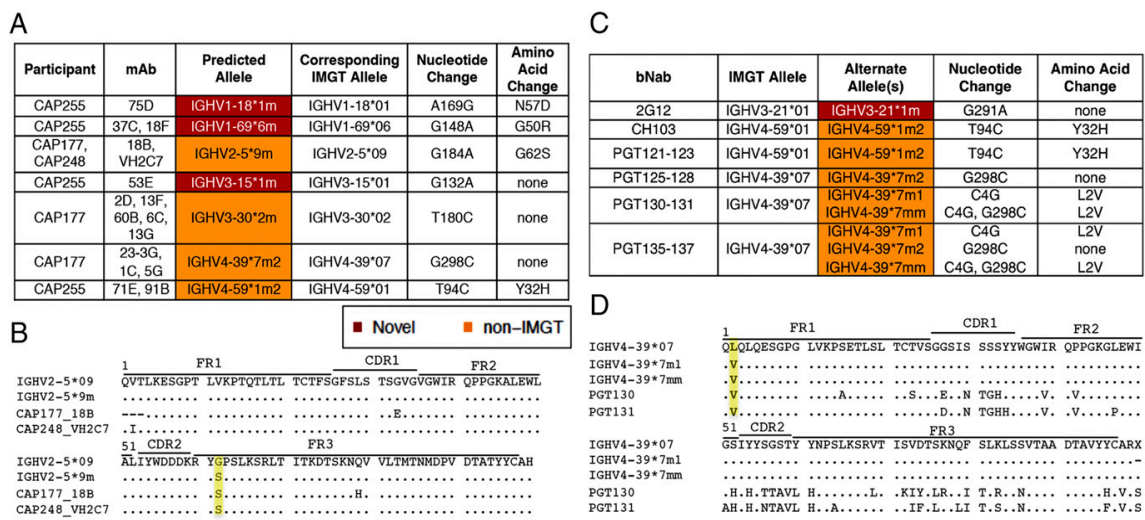 A
Participant	mAb	Predicted Allele	Corresponding IMGT Allele	Nucleotide Change	Amino Acid Change
CAP255	75D	IGHV1-18*1m	IGHV1-18*01	A169G	N57D
CAP255	37C, 18F	IGHV1-69*6m	IGHV1-69*06	G148A	G50R
CAP177, CAP248	18B, VH2C7	IGHV2-5*9m	IGHV2-5*09	G184A	G62S
CAP255	53E	IGHV3-15*1m	IGHV3-15*01	G132A	none
CAP177	2D, 13F, 60B, 6C, 13G	IGHV3-30*2m	IGHV3-30*02	T180C	none
CAP177	23-3G, 1C, 5G	IGHV4-39*7m2	IGHV4-39*07	G298C	none
CAP255	71E, 91B	IGHV4-59*1m2	IGHV4-59*01	T94C	Y32H
Novel	non-IMGT
B
1	FR1	CDR1	FR2
IGHV2-5*09 QVTLKESGPT LVKPTQTLTL TCTFSGFSLS TSGVGVGWIR QPPGKALEWL
IGHV2-5*9m .......... .......... .......... .......... ..........
CAP177_18B ---....... .......... .......... ..E....... ..........
CAP248_VH2C7 .I........ .......... .......... .......... ..........
51	CDR2	FR3
IGHV2-5*09 ALIYWDDDKR YGPSLKSRLT ITKDTSKNQV VLTMTNMDPV DTATYYCAH
IGHV2-5*9m .......... .S........ .......... .......... .........
CAP177_18B .......... .S........ ........H. .......... .........
CAP248_VH2C7 .......... .S........ .......... .......... .........
C
bNab	IMGT Allele	Alternate Allele(s)	Nucleotide Change	Amino Acid Change
2G12	IGHV3-21*01	IGHV3-21*1m	G291A	none
CH103	IGHV4-59*01	IGHV4-59*1m2	T94C	Y32H
PGT121-123	IGHV4-59*01	IGHV4-59*1m2	T94C	Y32H
PGT125-128	IGHV4-39*07	IGHV4-39*7m2	G298C	none
PGT130-131	IGHV4-39*07	IGHV4-39*7m1	C4G	L2V
IGHV4-39*7mm	C4G, G298C	L2V
PGT135-137	IGHV4-39*07	IGHV4-39*7m1	C4G	L2V
IGHV4-39*7m2	G298C	none
IGHV4-39*7mm	C4G, G298C	L2V
D
1	FR1	CDR1	FR2
IGHV4-39*07 QLQLQESGPG LVKPSETLSL TCTVSGGSIS SSSYYWGWIR QPPGKGLEWI
IGHV4-39*7m1 .V........ .......... .......... .......... ..........
IGHV4-39*7mm .V........ .......... .......... .......... ..........
PGT130 .V........ .....A.... ..S...E..N TGH.....V. .V........
PGT131 .V........ .......... ......D..N TGHH....V. .V....P...
51	CDR2	FR3
IGHV4-39*07 GSIYYSGSTY YNPSLKSRVT ISVDTSKNQF SLKLSSVTAA DTAVYYCARX
IGHV4-39*7m1 .......... .......... .......... .......... .........-
IGHV4-39*7mm .......... .......... .......... .......... ..........
PGT130 .H.H.TTAVL H.......L. .KIY.LR..I T.R..N.... .....H.V.S
PGT131 AH.H.TTAVL H...A..... ..IF.L..LI T.S..N.... .....F.V.S